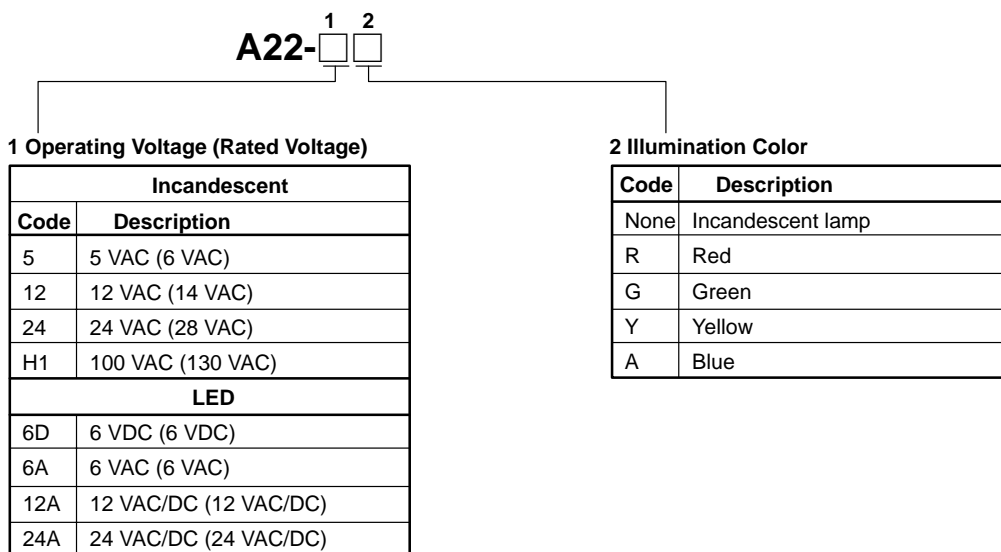 1 2
A22-
1 Operating Voltage (Rated Voltage)
Incandescent
Code Description
5 5 VAC (6 VAC)
12 12 VAC (14 VAC)
24 24 VAC (28 VAC)
H1 100 VAC (130 VAC)
LED
6D 6 VDC (6 VDC)
6A 6 VAC (6 VAC)
12A 12 VAC/DC (12 VAC/DC)
24A 24 VAC/DC (24 VAC/DC)
2 Illumination Color
Code Description
None Incandescent lamp
R Red
G Green
Y Yellow
A Blue